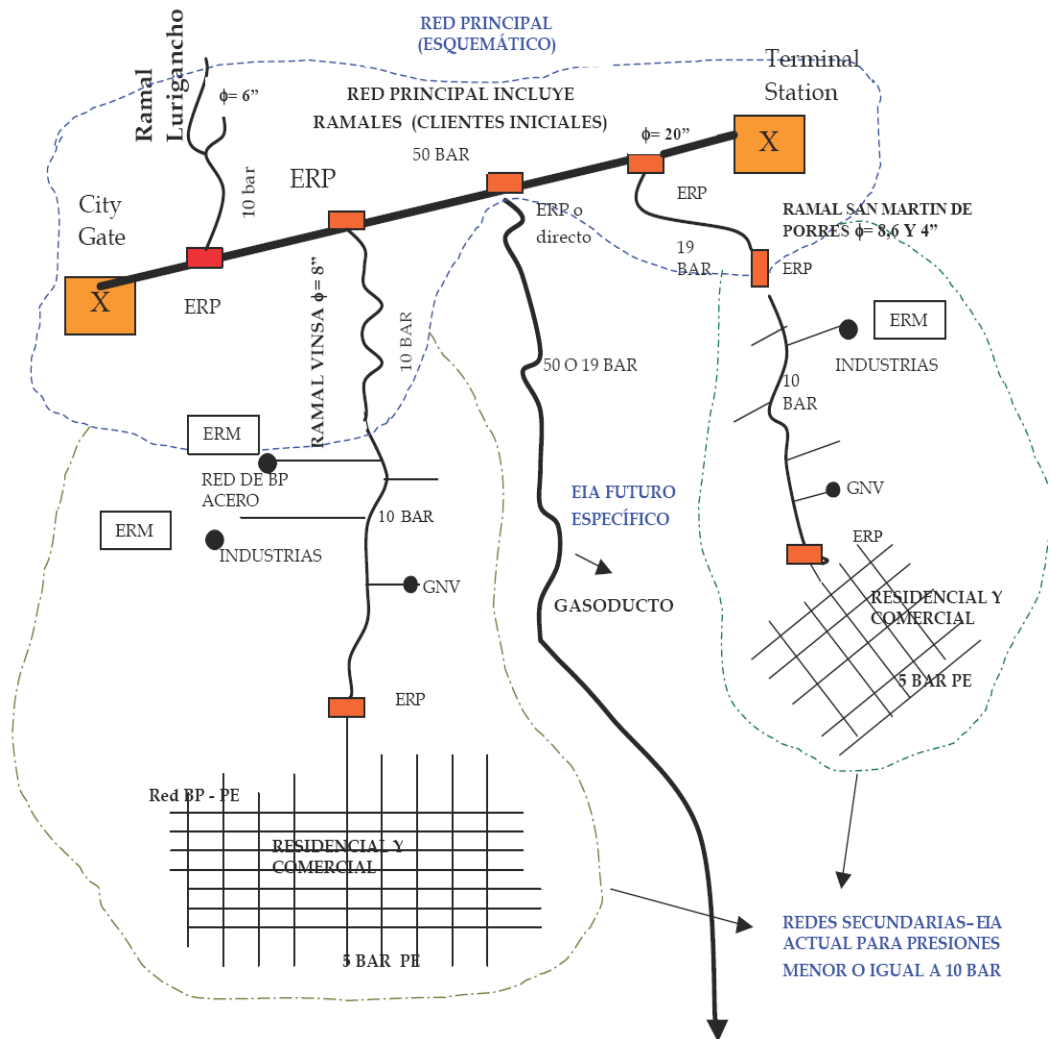 RED PRINCIPAL
(ESQUEMÁTICO)
Ramal
Lurigancho
ϕ= 6”
10 bar
RED PRINCIPAL INCLUYE
RAMALES (CLIENTES INICIALES)
50 BAR
Terminal
Station
ϕ= 20”
X
ERP
ERP
ERP o
directo
City
Gate
X
ERP
RAMAL SAN MARTIN DE
PORRES ϕ= 8,6 Y 4”
19
BAR
ERP
RAMAL VINSA ϕ= 8”
10 BAR
50 O 19 BAR
ERM
INDUSTRIAS
10
BAR
ERM
RED DE BP
ACERO
ERM
INDUSTRIAS
10 BAR
GNV
EIA FUTURO
ESPECÍFICO
GASODUCTO
GNV
ERP
RESIDENCIAL Y
COMERCIAL
5 BAR PE
ERP
Red BP - PE
RESIDENCIAL Y
COMERCIAL
5 BAR PE
REDES SECUNDARIAS–EIA
ACTUAL PARA PRESIONES
MENOR O IGUAL A 10 BAR